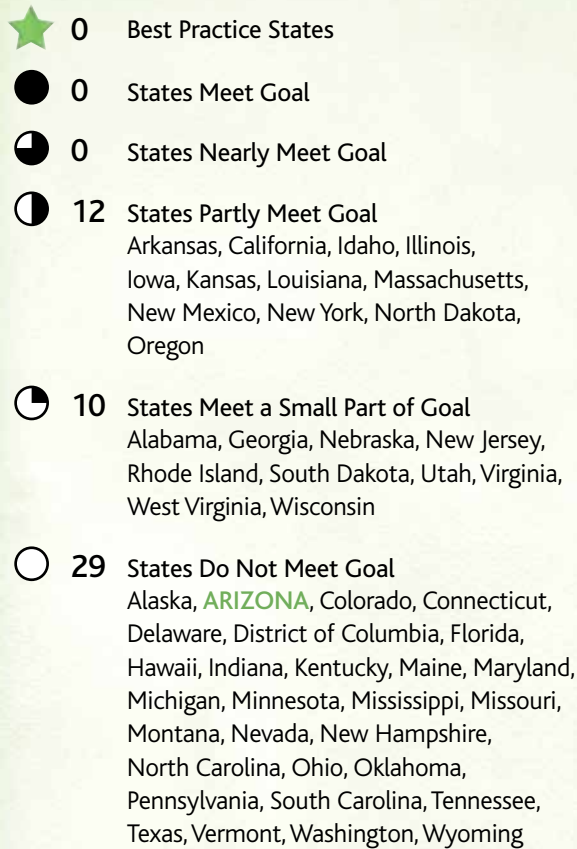 0 Best Practice States
0 States Meet Goal
0 States Nearly Meet Goal
12 States Partly Meet Goal
Arkansas, California, Idaho, Illinois,
Iowa, Kansas, Louisiana, Massachusetts,
New Mexico, New York, North Dakota,
Oregon
10 States Meet a Small Part of Goal
Alabama, Georgia, Nebraska, New Jersey,
Rhode Island, South Dakota, Utah, Virginia,
West Virginia, Wisconsin
29 States Do Not Meet Goal
Alaska, ARIZONA, Colorado, Connecticut,
Delaware, District of Columbia, Florida,
Hawaii, Indiana, Kentucky, Maine, Maryland,
Michigan, Minnesota, Mississippi, Missouri,
Montana, Nevada, New Hampshire,
North Carolina, Ohio, Oklahoma,
Pennsylvania, South Carolina, Tennessee,
Texas, Vermont, Washington, Wyoming